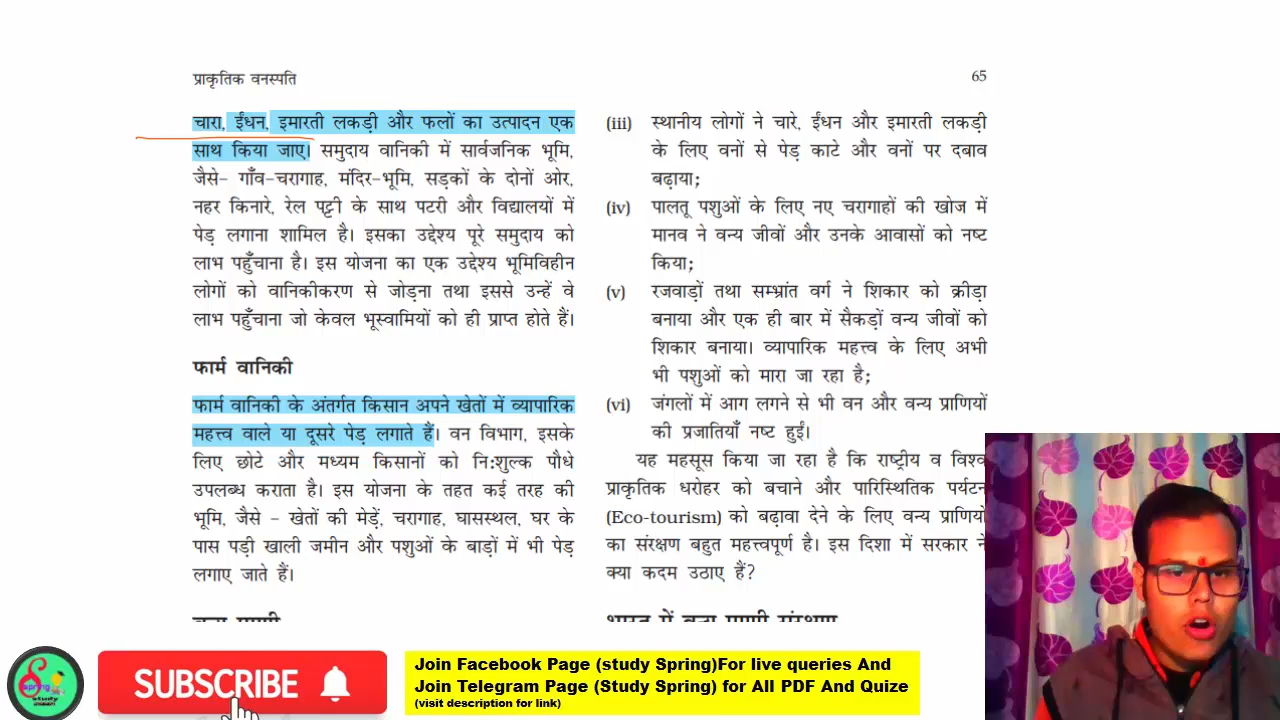 प्राकृतिक वनस्पति
65
चारा, ईंधन, इमारती लकड़ी और फलों का उत्पादन एक
साथ किया जाए। समुदाय वानिकी में सार्वजनिक भूमि,
जैसे- गाँव-चरागाह, मंदिर-भूमि, सड़कों के दोनों ओर,
नहर किनारे, रेल पट्टी के साथ पटरी और विद्यालयों में
पेड़ लगाना शामिल है। इसका उद्देश्य पूरे समुदाय को
लाभ पहुँचाना है। इस योजना का एक उद्देश्य भूमिविहीन
लोगों को वानिकीकरण से जोड़ना तथा इससे उन्हें वे
लाभ पहुँचाना जो केवल भूस्वामियों को ही प्राप्त होते हैं।
फार्म वानिकी
फार्म वानिकी के अंतर्गत किसान अपने खेतों में व्यापारिक
महत्त्व वाले या दूसरे पेड़ लगाते हैं। वन विभाग, इसके
लिए छोटे और मध्यम किसानों को नि:शुल्क पौधे
उपलब्ध कराता है। इस योजना के तहत कई तरह की
भूमि, जैसे - खेतों की मेड़ें, चरागाह, घासस्थल, घर के
पास पड़ी खाली जमीन और पशुओं के बाड़ों में भी पेड़
लगाए जाते हैं।
(iii) स्थानीय लोगों ने चारे, ईंधन और इमारती लकड़ी
के लिए वनों से पेड़ काटे और वनों पर दबाव
बढ़ाया;
(iv) पालतू पशुओं के लिए नए चरागाहों की खोज में
मानव ने वन्य जीवों और उनके आवासों को नष्ट
किया;
(v) रजवाड़ों तथा सम्भ्रांत वर्ग ने शिकार को क्रीड़ा
बनाया और एक ही बार में सैकड़ों वन्य जीवों को
शिकार बनाया। व्यापारिक महत्त्व के लिए अभी
भी पशुओं को मारा जा रहा है;
(vi) जंगलों में आग लगने से भी वन और वन्य प्राणियों
की प्रजातियाँ नष्ट हुईं।
यह महसूस किया जा रहा है कि राष्ट्रीय व विश्व
प्राकृतिक धरोहर को बचाने और पारिस्थितिक पर्यटन
(Eco-tourism) को बढ़ावा देने के लिए वन्य प्राणियों
का संरक्षण बहुत महत्त्वपूर्ण है। इस दिशा में सरकार ने
क्या कदम उठाए हैं?
भारत में वन्य प्राणी संरक्षण
SUBSCRIBE
Join Facebook Page (study Spring)For live queries And
Join Telegram Page (Study Spring) for All PDF And Quize
(visit description for link)